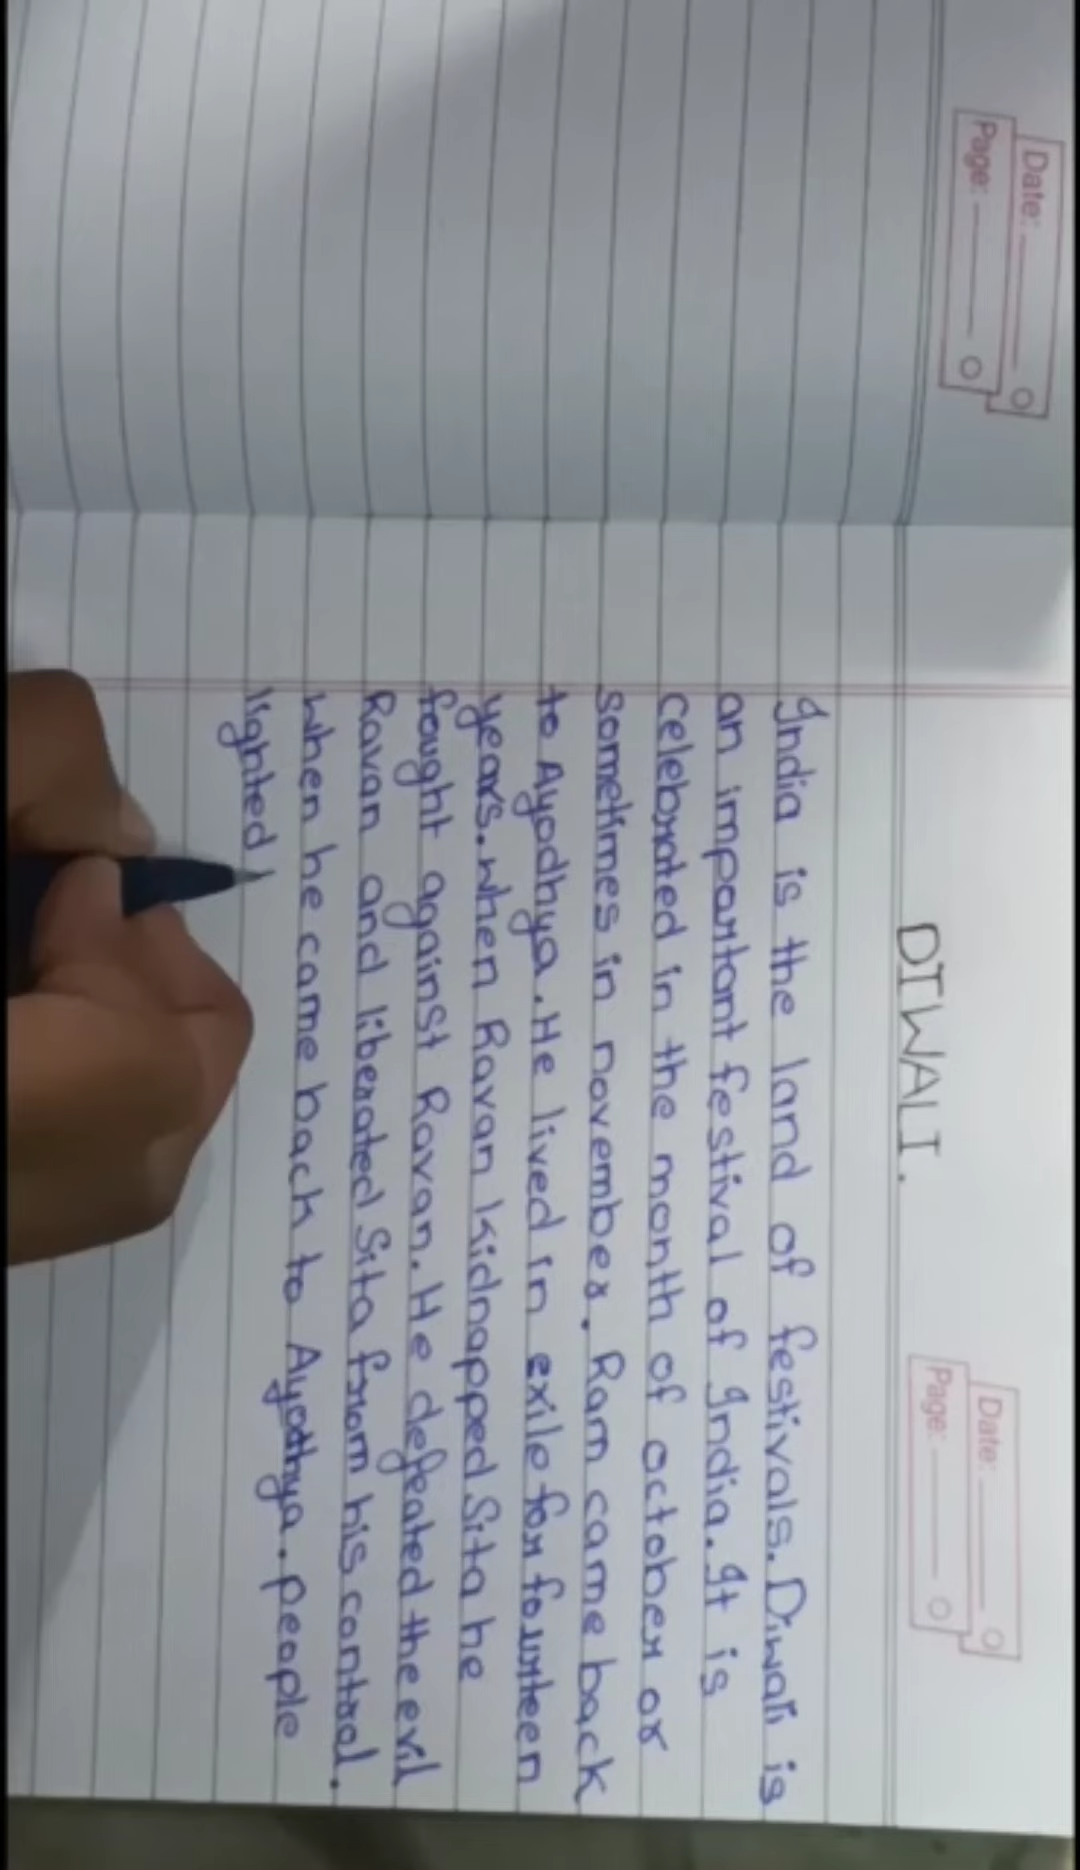 Date:
Page:
Date:
Page:
DIWALI.
India is the land of festivals. Diwali is
an important festival of India. It is
celebrated in the month of october or
sometimes in november. Ram came back
to Ayodhya. He lived in exile for fourteen
years. when Ravan kidnapped Sita he
fought against Ravan. He defeated the evil
Ravan and liberated Sita from his control.
when he came back to Ayodhya. people
lighted